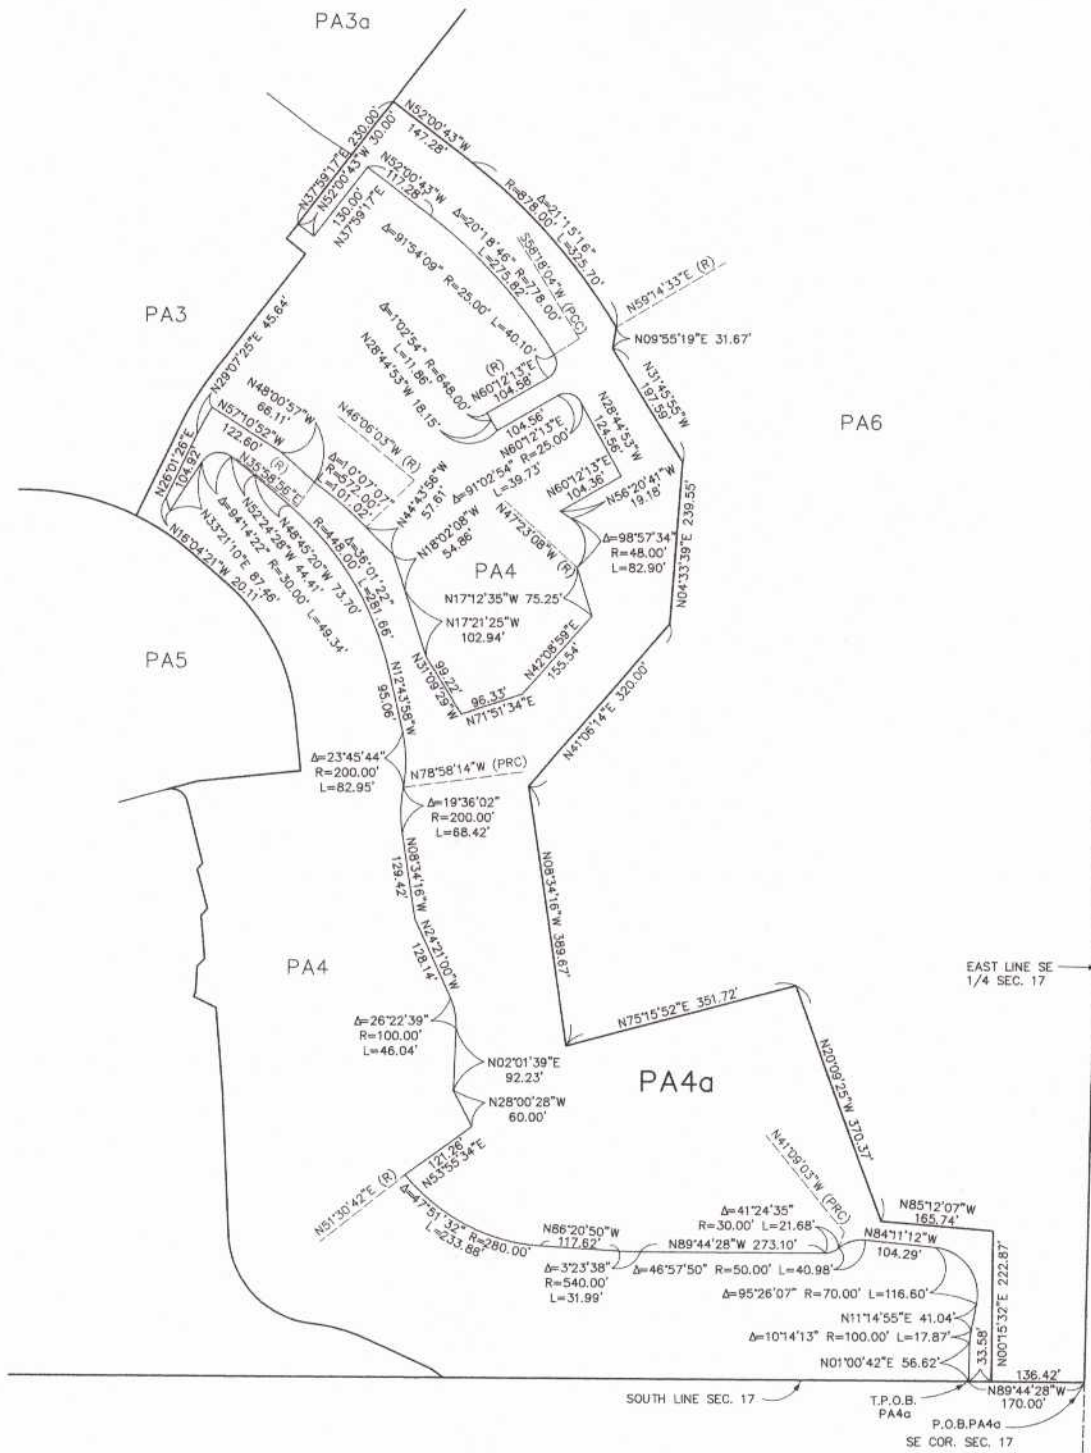 PA3a
N37°59'17"E 230.00'
N52°00'43"W 30.00'
N52°00'43"W
147.28'
N52°00'43"W
117.28'
130.00'
N37°59'17"E
Δ=21°15'16"
R=878.00' L=325.70'
Δ=20°18'46" R=778.00'
L=275.82'
S58°18'04"W (PCC)
Δ=91°54'09" R=25.00' L=40.10'
N59°14'33"E (R)
N09°55'19"E 31.67'
PA3
N29°07'25"E 45.64'
Δ=1°02'54" R=648.00'
L=11.86'
N28°44'53"W 18.15'
(R)
N60°12'13"E
104.58'
N31°45'55"W
197.59'
PA6
N48°00'57"W
66.11'
N57°10'52"W
122.60'
(R)
N35°58'56"E
N46°06'03"W (R)
104.56'
N60°12'13"E
Δ=91°02'54" R=25.00'
L=39.73'
N28°44'53"W
124.56'
N60°12'13"E
104.36'
N56°20'41"W
19.18'
N26°01'26"E
104.92'
Δ=10°07'07"
R=572.00'
L=101.02'
N44°43'56"W
57.61'
N18°02'08"W
54.86'
N47°23'08"W (R)
Δ=98°57'34"
R=48.00'
L=82.90'
N04°33'39"E 239.55'
N16°04'21"W 20.11'
N33°21'10"E 87.46'
Δ=94°14'22" R=30.00' L=49.34'
N52°24'28"W 44.41'
N48°45'20"W 73.70'
Δ=36°01'22"
R=448.00' L=281.66'
PA4
N17°12'35"W 75.25'
N17°21'25"W
102.94'
N42°08'59"E
155.54'
PA5
99.22'
N31°09'29"W
96.33'
N71°51'34"E
N12°43'58"W
95.06'
N41°06'14"E 320.00'
Δ=23°45'44"
R=200.00'
L=82.95'
N78°58'14"W (PRC)
Δ=19°36'02"
R=200.00'
L=68.42'
N08°34'16"W
129.42'
N08°34'16"W 389.67'
N24°21'00"W
128.14'
PA4
EAST LINE SE
1/4 SEC. 17
N75°15'52"E 351.72'
Δ=26°22'39"
R=100.00'
L=46.04'
N02°01'39"E
92.23'
N28°00'28"W
60.00'
PA4a
N20°09'25"W 370.37'
121.26'
N53°55'34"E
N51°30'42"E (R)
N41°09'03"W (PRC)
Δ=47°51'32" R=280.00'
L=233.88'
N86°20'50"W
117.62'
Δ=41°24'35"
R=30.00' L=21.68'
N85°12'07"W
165.74'
N89°44'28"W 273.10'
N84°11'12"W
104.29'
Δ=3°23'38"
R=540.00'
L=31.99'
Δ=46°57'50" R=50.00' L=40.98'
Δ=95°26'07" R=70.00' L=116.60'
N11°14'55"E 41.04'
Δ=10°14'13" R=100.00' L=17.87'
N01°00'42"E 56.62'
33.58'
N00°15'32"E 222.87'
136.42'
N89°44'28"W
170.00'
SOUTH LINE SEC. 17
T.P.O.B.
PA4a
P.O.B.PA4a
SE COR. SEC. 17